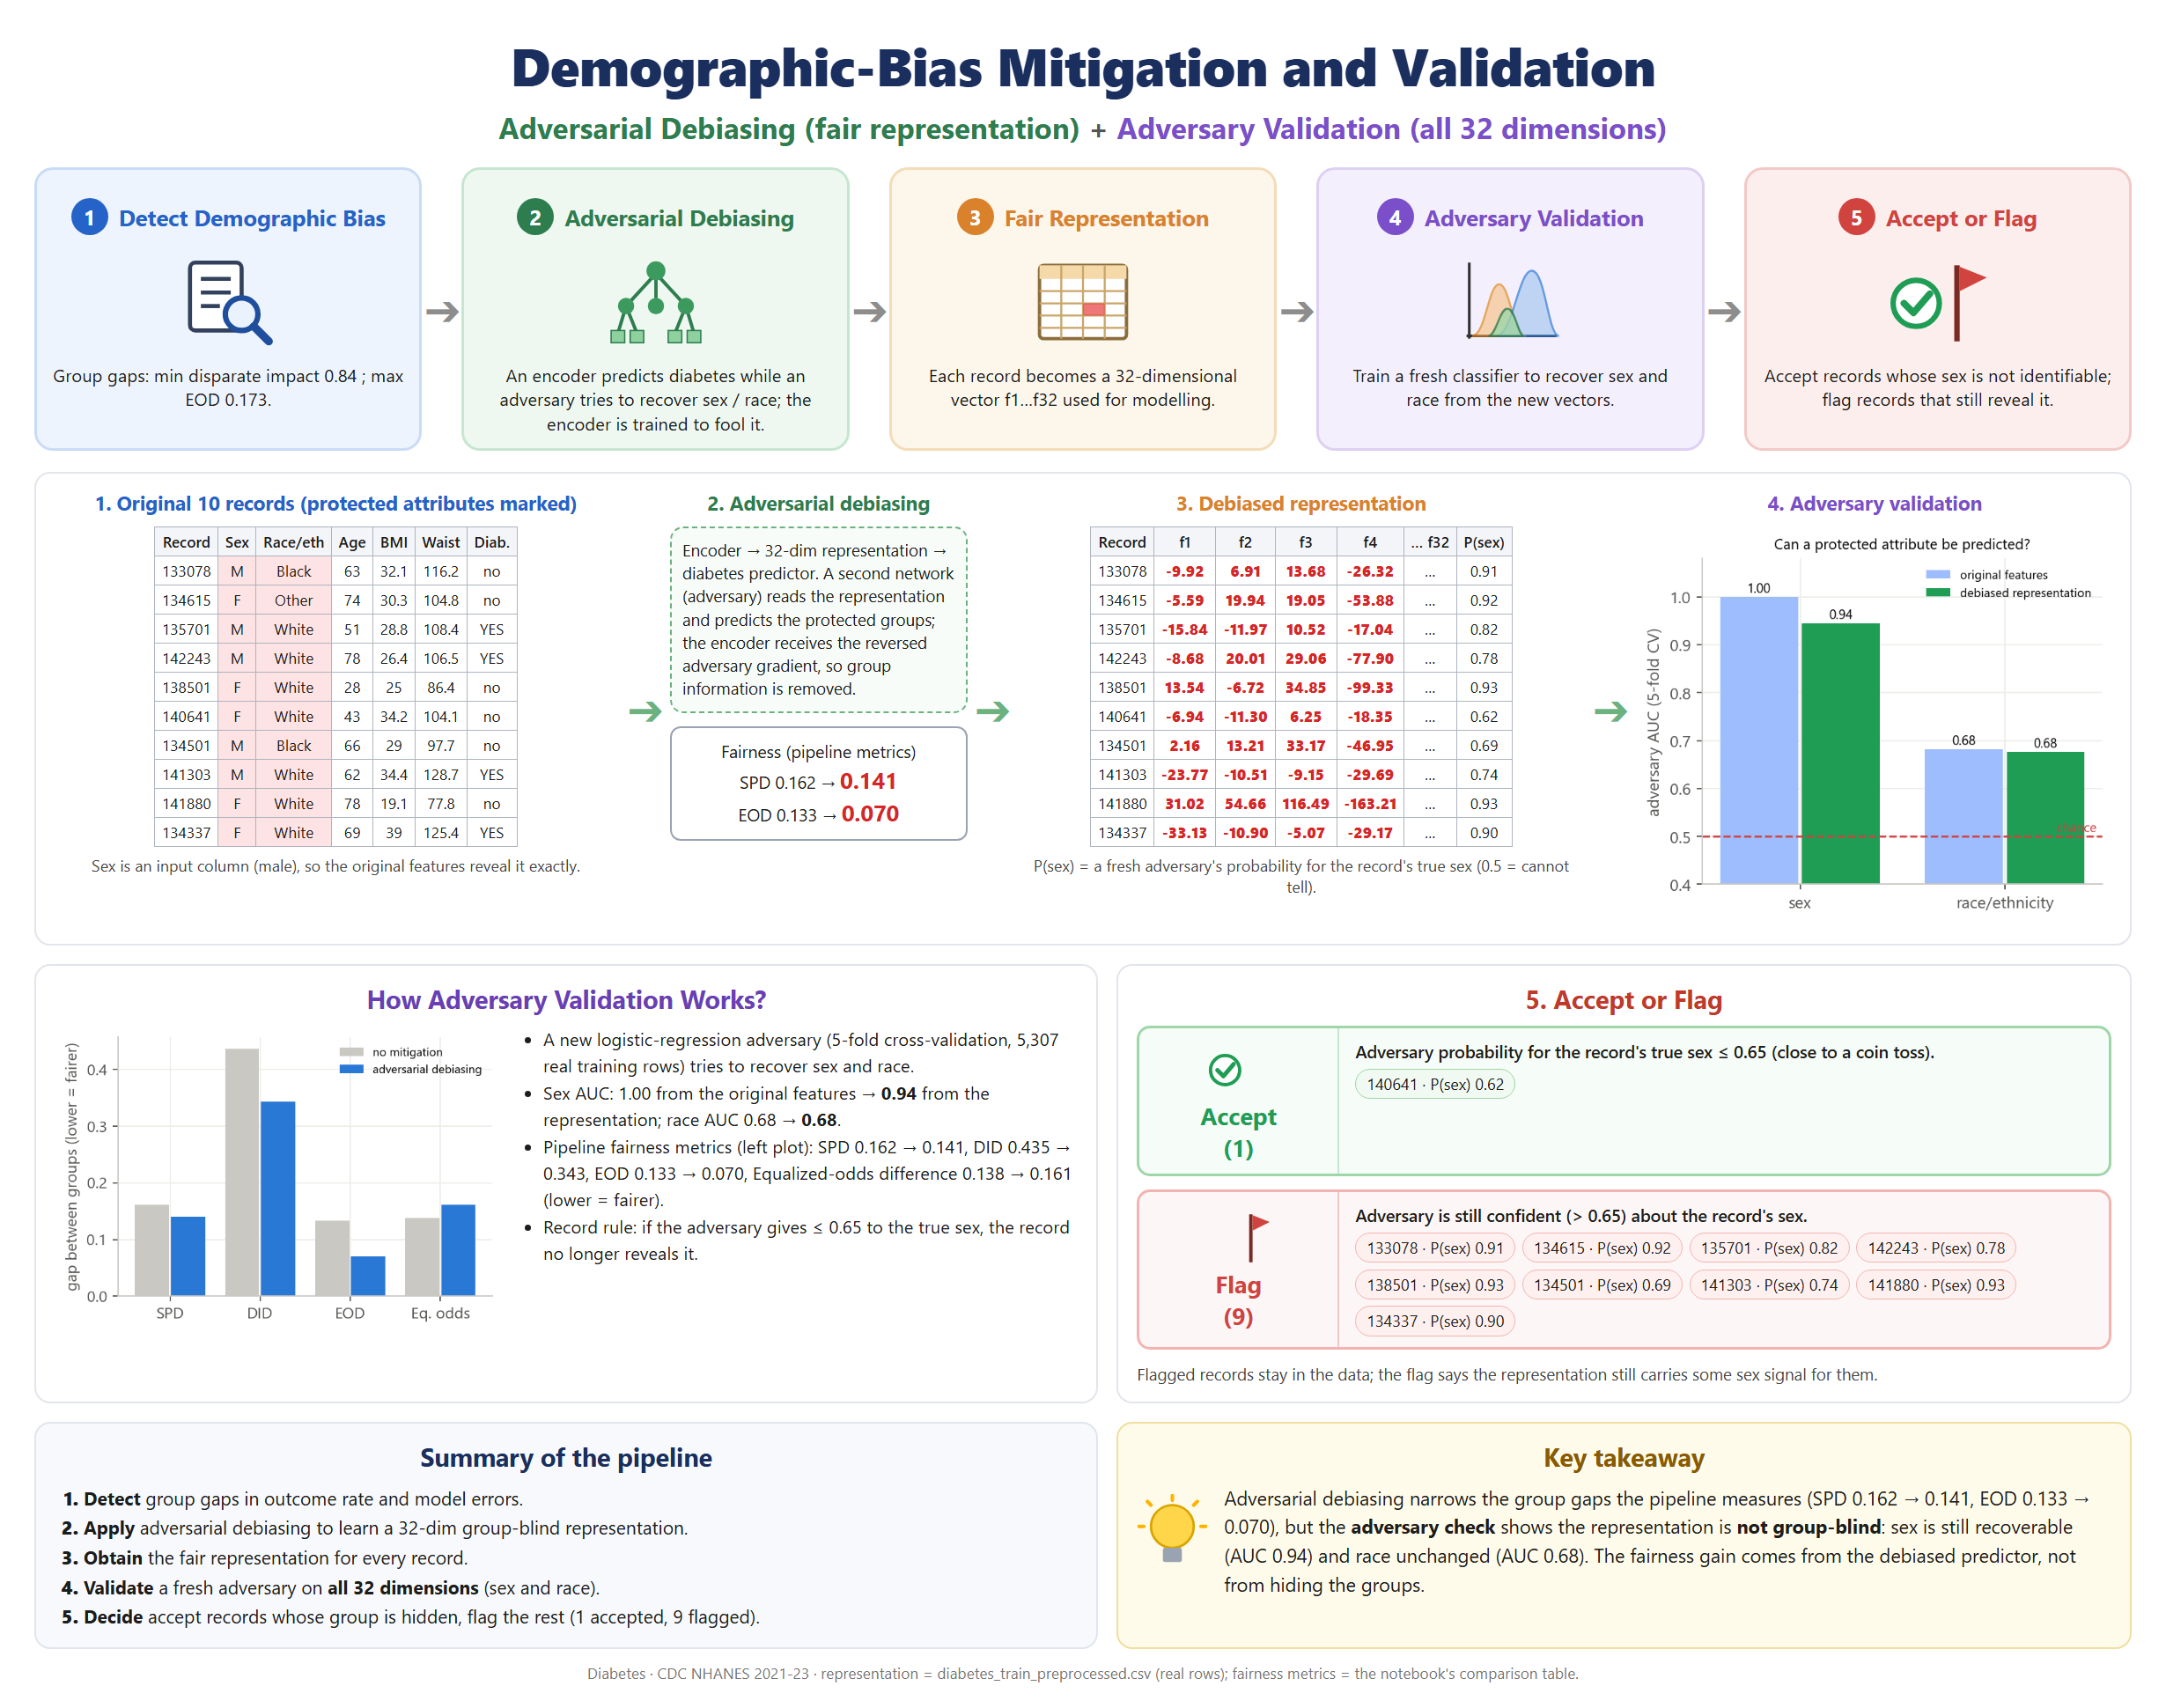 Demographic-Bias Mitigation and Validation
Adversarial Debiasing (fair representation) + Adversary Validation (all 32 dimensions)
1 Detect Demographic Bias
Group gaps: min disparate impact 0.84 ; max
EOD 0.173.
2 Adversarial Debiasing
An encoder predicts diabetes while an
adversary tries to recover sex / race; the
encoder is trained to fool it.
3 Fair Representation
Each record becomes a 32-dimensional
vector f1...f32 used for modelling.
4 Adversary Validation
Train a fresh classifier to recover sex and
race from the new vectors.
5 Accept or Flag
Accept records whose sex is not identifiable;
flag records that still reveal it.
1. Original 10 records (protected attributes marked)
Record Sex Race/eth Age BMI Waist Diab.
133078 M Black 63 32.1 116.2 no
134615 F Other 74 30.3 104.8 no
135701 M White 51 28.8 108.4 YES
142243 M White 78 26.4 106.5 YES
138501 F White 28 25 86.4 no
140641 F White 43 34.2 104.1 no
134501 M Black 66 29 97.7 no
141303 M White 62 34.4 128.7 YES
141880 F White 78 19.1 77.8 no
134337 F White 69 39 125.4 YES
Sex is an input column (male), so the original features reveal it exactly.
2. Adversarial debiasing
Encoder → 32-dim representation →
diabetes predictor. A second network
(adversary) reads the representation
and predicts the protected groups;
the encoder receives the reversed
adversary gradient, so group
information is removed.
Fairness (pipeline metrics)
SPD 0.162 → 0.141
EOD 0.133 → 0.070
3. Debiased representation
Record f1 f2 f3 f4 ... f32 P(sex)
133078 -9.92 6.91 13.68 -26.32 ... 0.91
134615 -5.59 19.94 19.05 -53.88 ... 0.92
135701 -15.84 -11.97 10.52 -17.04 ... 0.82
142243 -8.68 20.01 29.06 -77.90 ... 0.78
138501 13.54 -6.72 34.85 -99.33 ... 0.93
140641 -6.94 -11.30 6.25 -18.35 ... 0.62
134501 2.16 13.21 33.17 -46.95 ... 0.69
141303 -23.77 -10.51 -9.15 -29.69 ... 0.74
141880 31.02 54.66 116.49 -163.21 ... 0.93
134337 -33.13 -10.90 -5.07 -29.17 ... 0.90
P(sex) = a fresh adversary's probability for the record's true sex (0.5 = cannot
tell).
4. Adversary validation
Can a protected attribute be predicted?
original features
debiased representation
adversary AUC (5-fold CV)
1.0
0.9
0.8
0.7
0.6
0.5
0.4
1.00
0.94
0.68
0.68
sex
race/ethnicity
How Adversary Validation Works?
gap between groups (lower = fairer)
0.4
0.3
0.2
0.1
0.0
no mitigation
adversarial debiasing
SPD DID EOD Eq. odds
• A new logistic-regression adversary (5-fold cross-validation, 5,307
real training rows) tries to recover sex and race.
• Sex AUC: 1.00 from the original features → 0.94 from the
representation; race AUC 0.68 → 0.68.
• Pipeline fairness metrics (left plot): SPD 0.162 → 0.141, DID 0.435 →
0.343, EOD 0.133 → 0.070, Equalized-odds difference 0.138 → 0.161
(lower = fairer).
• Record rule: if the adversary gives ≤ 0.65 to the true sex, the record
no longer reveals it.
5. Accept or Flag
Accept
(1)
Adversary probability for the record's true sex ≤ 0.65 (close to a coin toss).
140641 · P(sex) 0.62
Flag
(9)
Adversary is still confident (> 0.65) about the record's sex.
133078 · P(sex) 0.91 134615 · P(sex) 0.92 135701 · P(sex) 0.82 142243 · P(sex) 0.78
138501 · P(sex) 0.93 134501 · P(sex) 0.69 141303 · P(sex) 0.74 141880 · P(sex) 0.93
134337 · P(sex) 0.90
Flagged records stay in the data; the flag says the representation still carries some sex signal for them.
Summary of the pipeline
1. Detect group gaps in outcome rate and model errors.
2. Apply adversarial debiasing to learn a 32-dim group-blind representation.
3. Obtain the fair representation for every record.
4. Validate a fresh adversary on all 32 dimensions (sex and race).
5. Decide accept records whose group is hidden, flag the rest (1 accepted, 9 flagged).
Key takeaway
Adversarial debiasing narrows the group gaps the pipeline measures (SPD 0.162 → 0.141, EOD 0.133 →
0.070), but the adversary check shows the representation is not group-blind: sex is still recoverable
(AUC 0.94) and race unchanged (AUC 0.68). The fairness gain comes from the debiased predictor, not
from hiding the groups.
Diabetes · CDC NHANES 2021-23 · representation = diabetes_train_preprocessed.csv (real rows); fairness metrics = the notebook's comparison table.